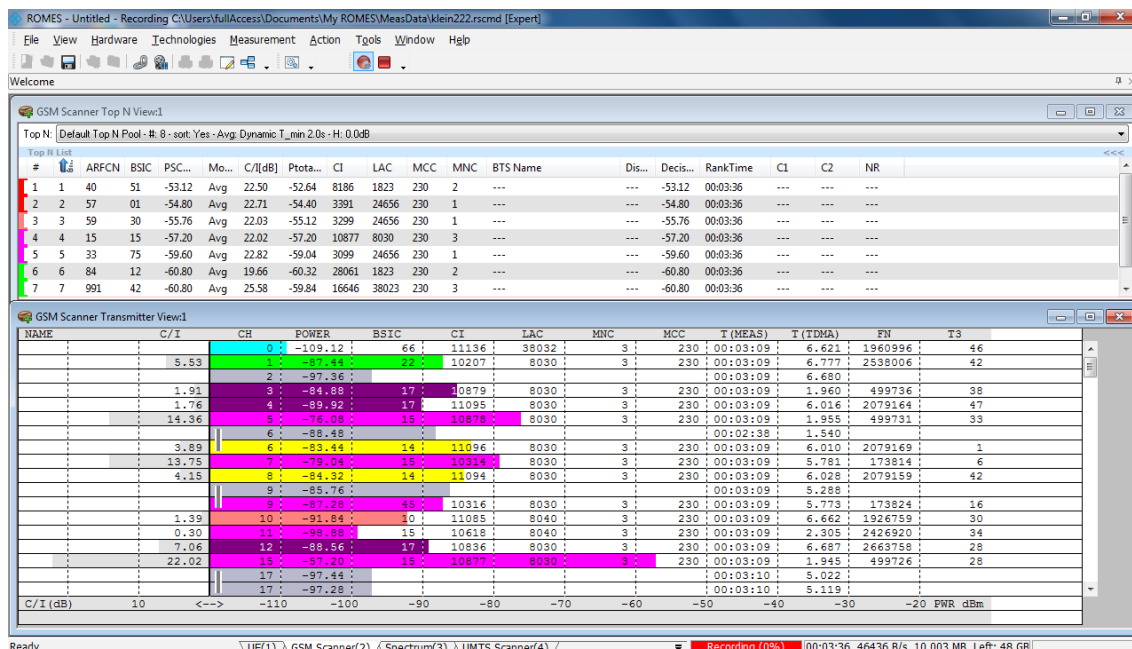 ROMES - Untitled - Recording C:\Users\fullAccess\Documents\My ROMES\MeasData\klein222.rscmd [Expert]
File View Hardware Technologies Measurement Action Tools Window Help
Welcome
GSM Scanner Top N View:1
Top N: Default Top N Pool - #: 8 - sort: Yes - Avg: Dynamic T_min 2.0s - H: 0.0dB
Top N List <<<
# ARFCN BSIC PSC... Mo... C/I[dB] Ptota... CI LAC MCC MNC BTS Name Dis... Decis... RankTime C1 C2 NR
1 1 40 51 -53.12 Avg 22.50 -52.64 8186 1823 230 2 --- --- -53.12 00:03:36 --- --- ---
2 2 57 01 -54.80 Avg 22.71 -54.40 3391 24656 230 1 --- --- -54.80 00:03:36 --- --- ---
3 3 59 30 -55.76 Avg 22.03 -55.12 3299 24656 230 1 --- --- -55.76 00:03:36 --- --- ---
4 4 15 15 -57.20 Avg 22.02 -57.20 10877 8030 230 3 --- --- -57.20 00:03:36 --- --- ---
5 5 33 75 -59.60 Avg 22.82 -59.04 3099 24656 230 1 --- --- -59.60 00:03:36 --- --- ---
6 6 84 12 -60.80 Avg 19.66 -60.32 28061 1823 230 2 --- --- -60.80 00:03:36 --- --- ---
7 7 991 42 -60.80 Avg 25.58 -59.84 16646 38023 230 3 --- --- -60.80 00:03:36 --- --- ---
GSM Scanner Transmitter View:1
NAME C/I CH POWER BSIC CI LAC MNC MCC T(MEAS) T(TDMA) FN T3
0 -109.12 66 11136 38032 3 230 00:03:09 6.621 1960996 46
5.53 1 -87.44 22 10207 8030 3 230 00:03:09 6.777 2538006 42
2 -97.36 00:03:09 6.680
1.91 3 -84.88 17 10879 8030 3 230 00:03:09 1.960 499736 38
1.76 4 -89.92 17 11095 8030 3 230 00:03:09 6.016 2079164 47
14.36 5 -76.08 15 10878 8030 3 230 00:03:09 1.955 499731 33
6 -88.48 00:02:38 1.540
3.89 6 -83.44 14 11096 8030 3 230 00:03:09 6.010 2079169 1
13.75 7 -79.04 15 10314 8030 3 230 00:03:09 5.781 173814 6
4.15 8 -84.32 14 11094 8030 3 230 00:03:09 6.028 2079159 42
9 -85.76 00:03:09 5.288
9 -87.28 45 10316 8030 3 230 00:03:09 5.773 173824 16
1.39 10 -91.84 10 11085 8040 3 230 00:03:09 6.662 1926759 30
0.30 11 -98.88 15 10618 8040 3 230 00:03:09 2.305 2426920 34
7.06 12 -88.56 17 10836 8030 3 230 00:03:09 6.687 2663758 28
22.02 15 -57.20 15 10877 8030 3 230 00:03:09 1.945 499726 28
17 -97.44 00:03:10 5.022
17 -97.28 00:03:10 5.119
C/I(dB) 10 <--> -110 -100 -90 -80 -70 -60 -50 -40 -30 -20 PWR dBm
Ready UE(1) GSM Scanner(2) Spectrum(3) UMTS Scanner(4) Recording (0%) 00:03:36 46436 B/s 10.003 MB Left: 48 GB